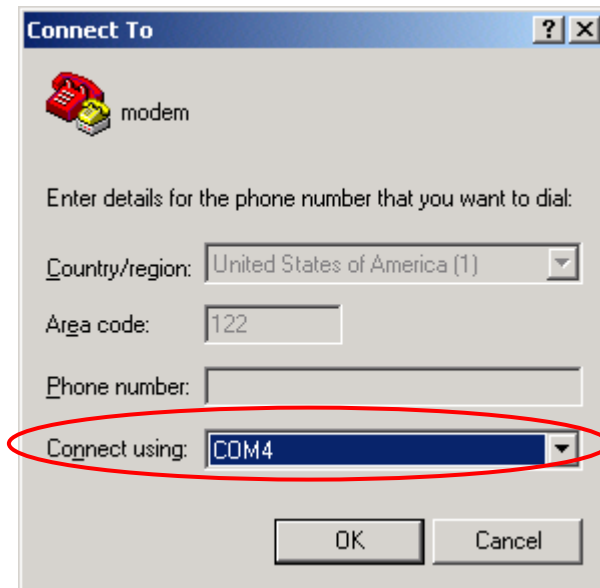 Connect To
modem
Enter details for the phone number that you want to dial:
Country/region: United States of America (1)
Area code: 122
Phone number:
Connect using: COM4
OK Cancel